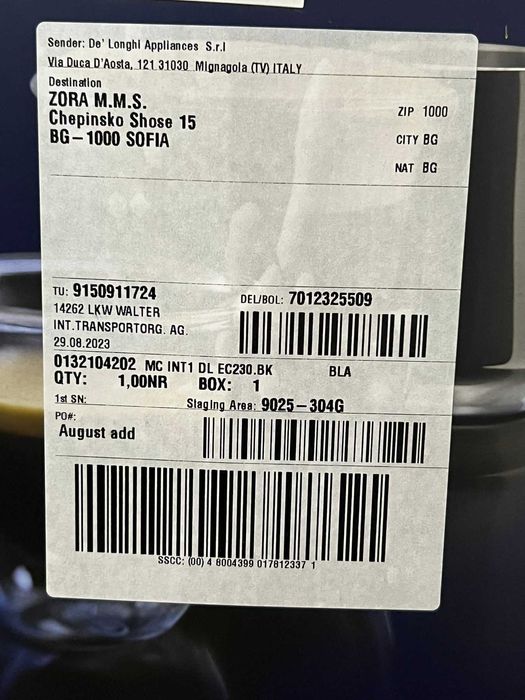 Sender: De' Longhi Appliances S.r.l
Via Duca D'Aosta, 121 31030 Mignagola (TV) ITALY
Destination
ZORA M.M.S.
Chepinsko Shose 15
BG-1000 SOFIA
ZIP 1000
CITY BG
NAT BG
TU: 9150911724
14262 LKW WALTER
INT.TRANSPORTORG. AG.
29.08.2023
DEL/BOL: 7012325509
0132104202 MC INT1 DL EC230.BK BLA
QTY: 1,00NR BOX: 1
1st SN: Staging Area: 9025-304G
PO#:
August add
SSCC: (00) 4 8004399 017812337 1